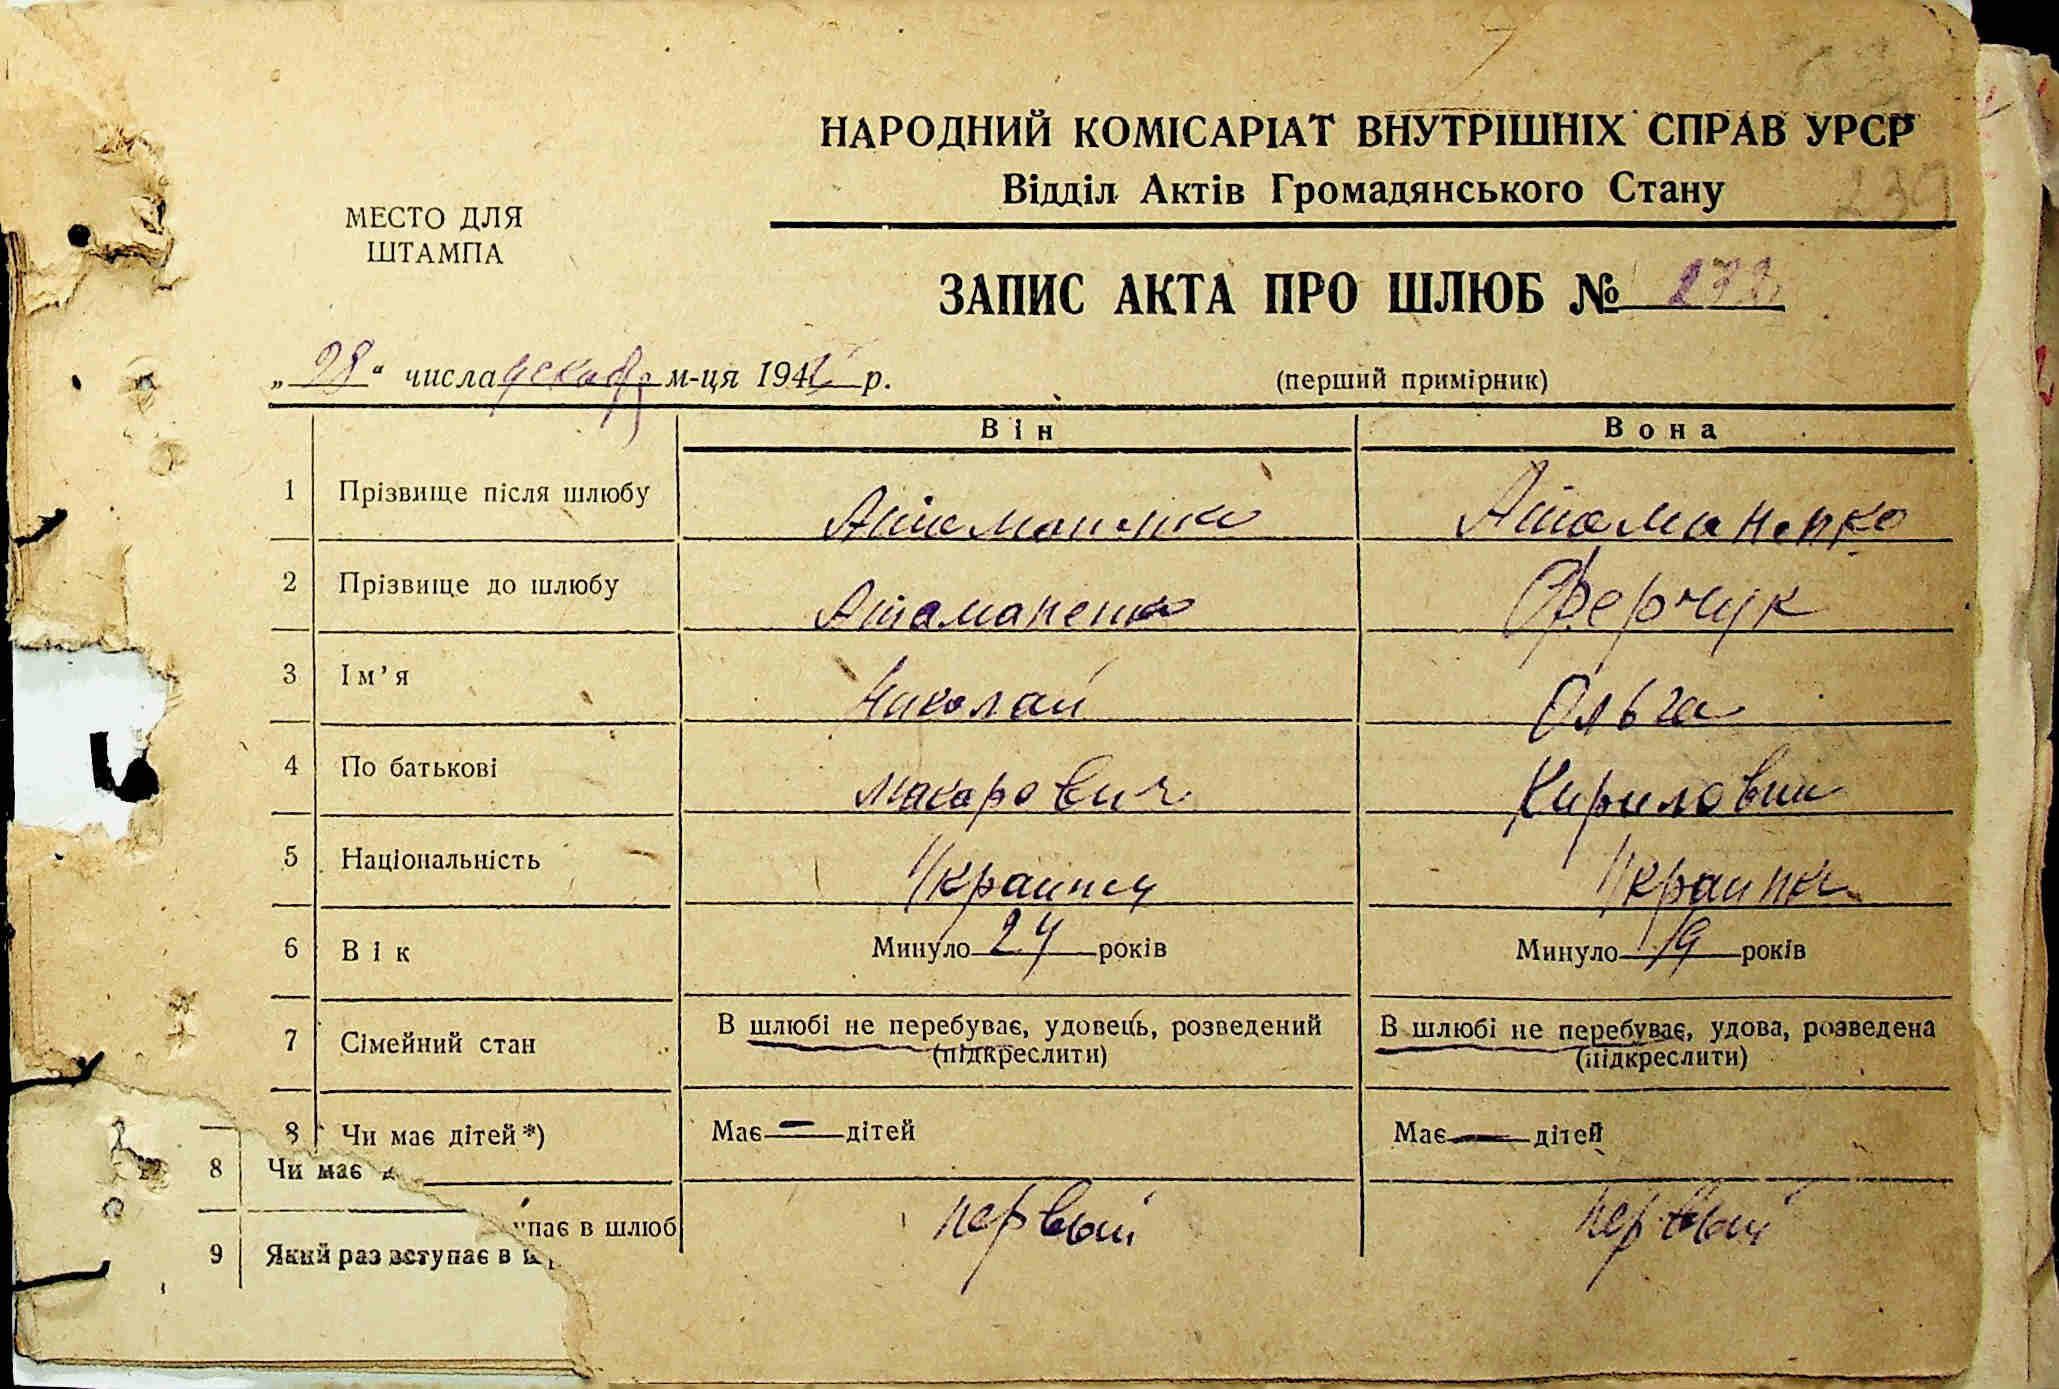 НАРОДНИЙ КОМІСАРІАТ ВНУТРІШНІХ СПРАВ УРСР
Відділ Актів Громадянського Стану
239
МЕСТО ДЛЯ
ШТАМПА
ЗАПИС АКТА ПРО ШЛЮБ №
„28“ числа декабря м-ця 194 р.
(перший примірник)
Він Вона
1 Прізвище після шлюбу Атаманенко Атаманенко
2 Прізвище до шлюбу Атаманенко
3 Ім’я Николай Ольга
4 По батькові Макарович Кириловна
5 Національність Украинец Украинка
6 Вік Минуло 24 років Минуло 19 років
7 Сімейний стан В шлюбі не перебуває, удовець, розведений В шлюбі не перебуває, удова, розведена
(підкреслити) (підкреслити)
8 Чи має дітей*) Має — дітей Має — дітей
8 Чи має
упає в шлюб первый первый
9 Який раз вступає в